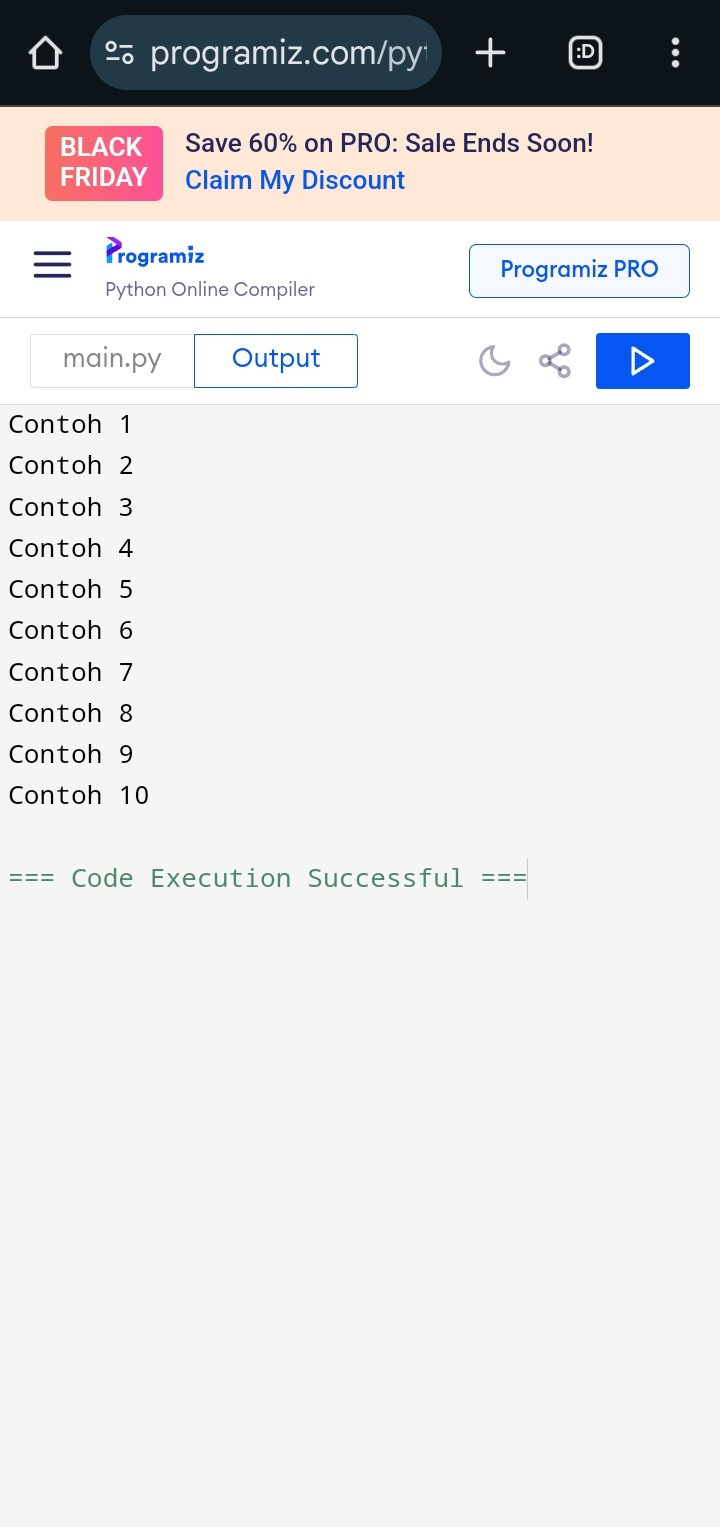 programiz.com/py
:D
BLACK
FRIDAY
Save 60% on PRO: Sale Ends Soon!
Claim My Discount
Programiz
Python Online Compiler
Programiz PRO
main.py
Output
Contoh 1
Contoh 2
Contoh 3
Contoh 4
Contoh 5
Contoh 6
Contoh 7
Contoh 8
Contoh 9
Contoh 10
=== Code Execution Successful ===